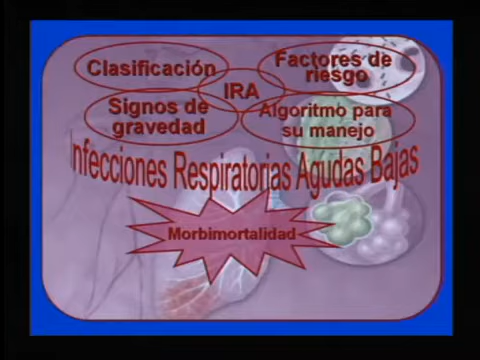 Clasificación
Factores de
riesgo
IRA
Signos de
gravedad
Algoritmo para
su manejo
Infecciones Respiratorias Agudas Bajas
Morbimortalidad